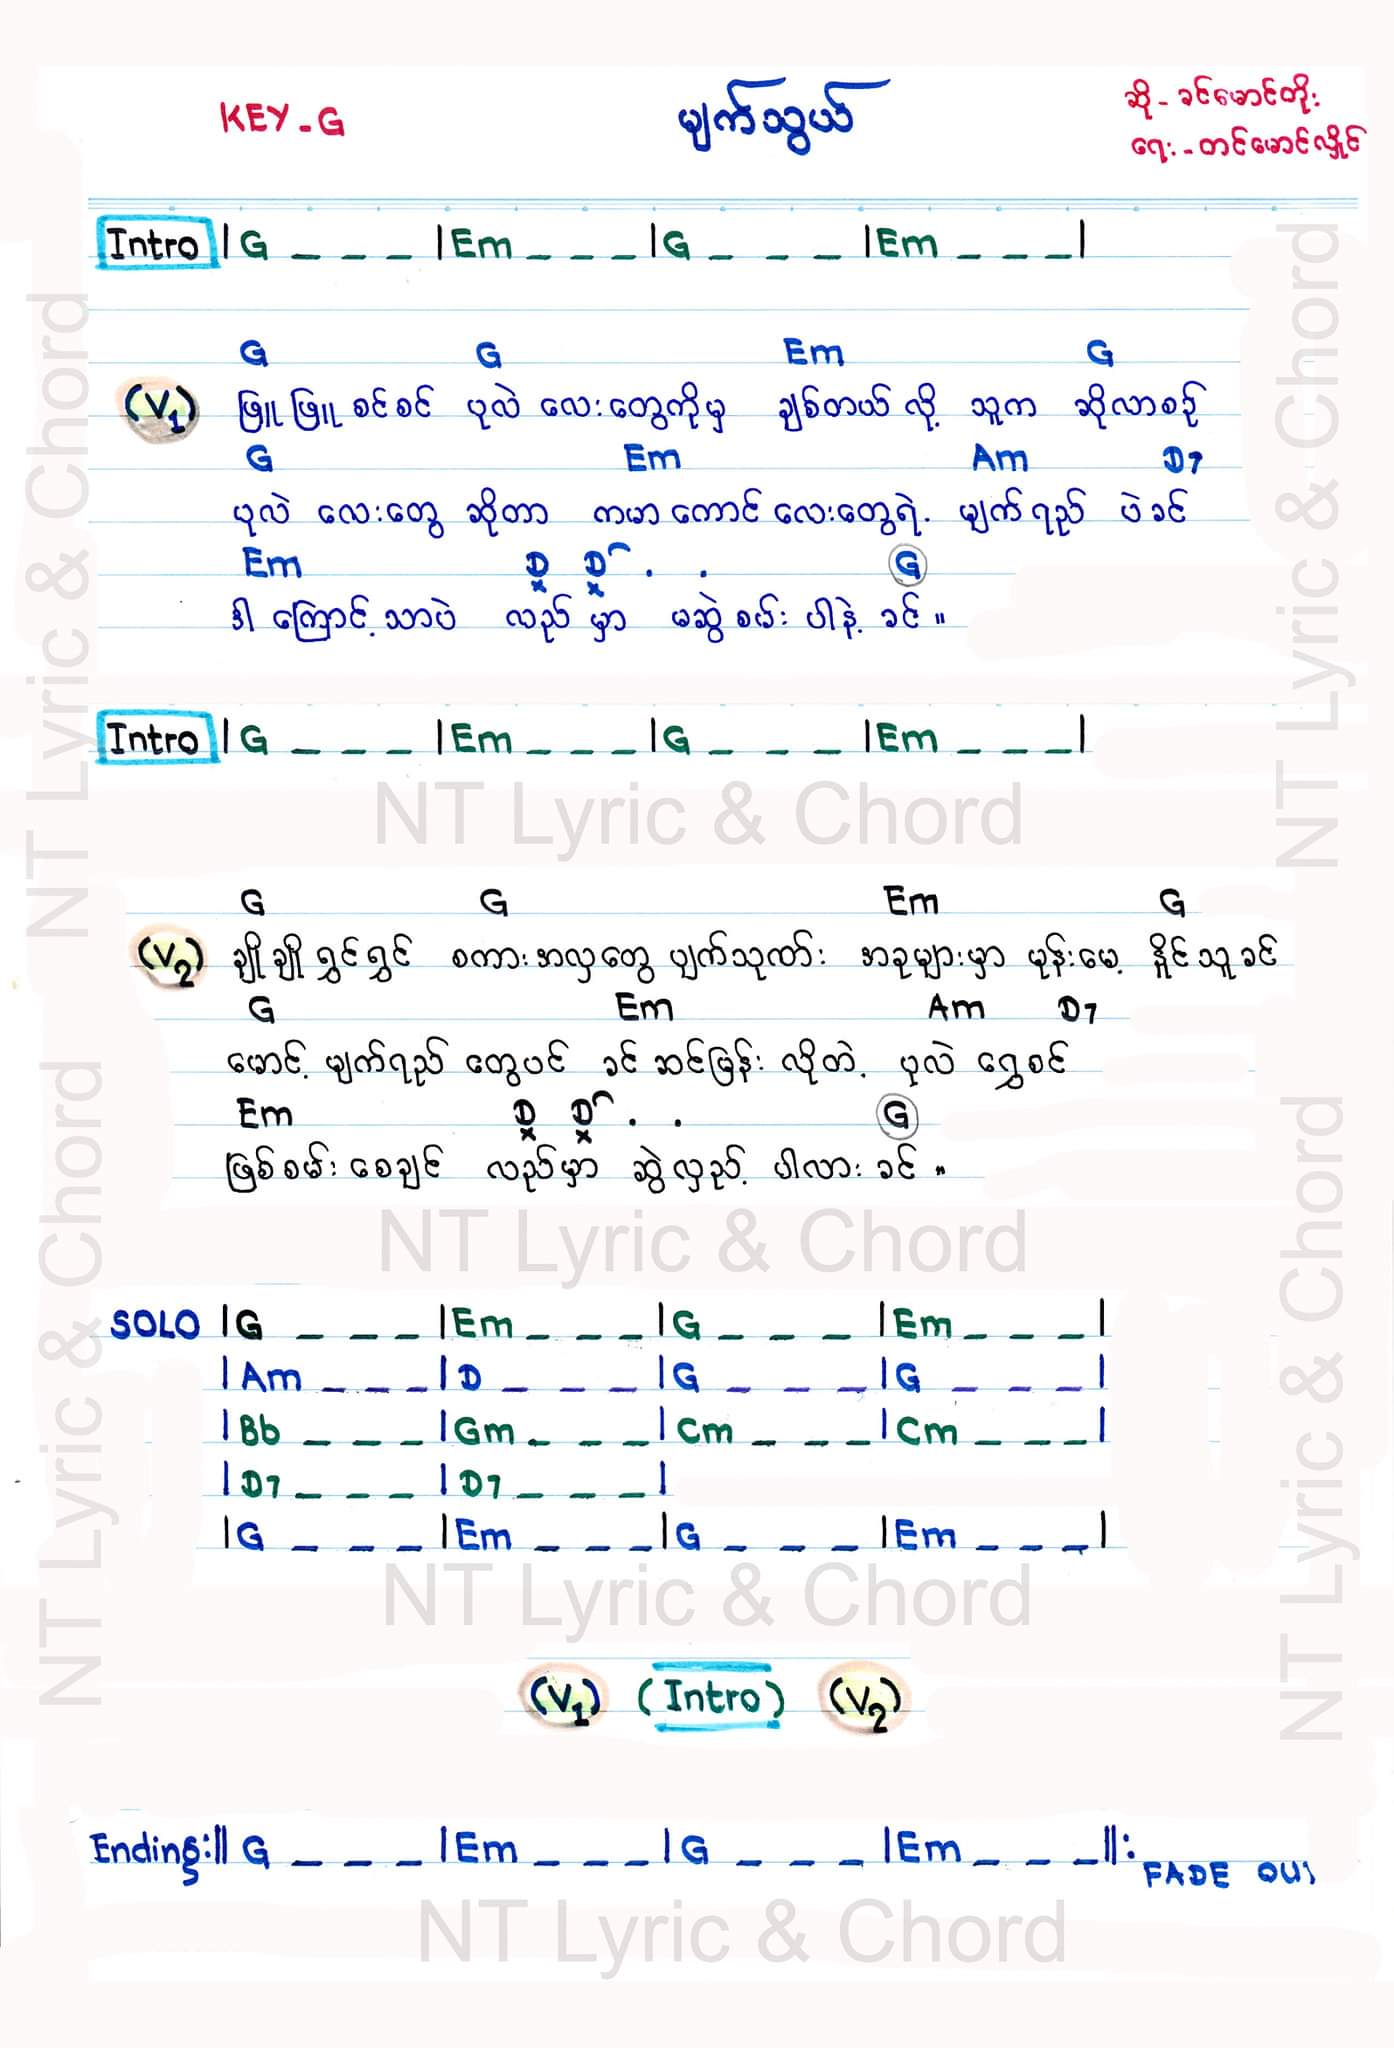 KEY - G
မျက်သွယ်
ဆို - ခင်မောင်တိုး
ရေး - တင်မောင်လှိုင်
Intro | G _ _ _ | Em _ _ _ | G _ _ _ | Em _ _ _ |
G G Em G
(V1) ဖြူဖြူ စင်စင် ပုလဲ လေးတွေကိုမှ ချစ်တယ် လို့ သူက ဆိုလာစဉ်
G Em Am D7
ပုလဲ လေးတွေ ဆိုတာ ကမာ ကောင် လေးတွေရဲ့ မျက်ရည် ပဲခင်
Em D D . . G
ဒါ ကြောင့် သာပဲ လည် မှာ မဆွဲ စမ်း ပါနဲ့ ခင် ။
Intro | G _ _ _ | Em _ _ _ | G _ _ _ | Em _ _ _ |
NT Lyric & Chord
G G Em G
(V2) ချိုချို ရွှင်ရွှင် စကားအလှတွေ ပျက်သုဏ်း အခုများမှာ မုန်းမေ့ နိုင်သူ ခင်
G Em Am D7
မောင့် မျက်ရည် တွေပင် ခင် ဆင်မြန်း လိုတဲ့ ပုလဲ ရွှေစင်
Em D D . . G
ဖြစ်စမ်း စေချင် လည်မှာ ဆွဲလှည့် ပါလား ခင် ။
NT Lyric & Chord
SOLO | G _ _ _ | Em _ _ _ | G _ _ _ | Em _ _ _ |
| Am _ _ _ | D _ _ _ | G _ _ _ | G _ _ _ |
| Bb _ _ _ | Gm _ _ _ | Cm _ _ _ | Cm _ _ _ |
| D7 _ _ _ | D7 _ _ _ |
| G _ _ _ | Em _ _ _ | G _ _ _ | Em _ _ _ |
NT Lyric & Chord
(V1) (Intro) (V2)
Ending :|| G _ _ _ | Em _ _ _ | G _ _ _ | Em _ _ _ ||:
FADE OUT
NT Lyric & Chord
NT Lyric & Chord
NT Lyric & Chord
NT Lyric & Chord
NT Lyric & Chord